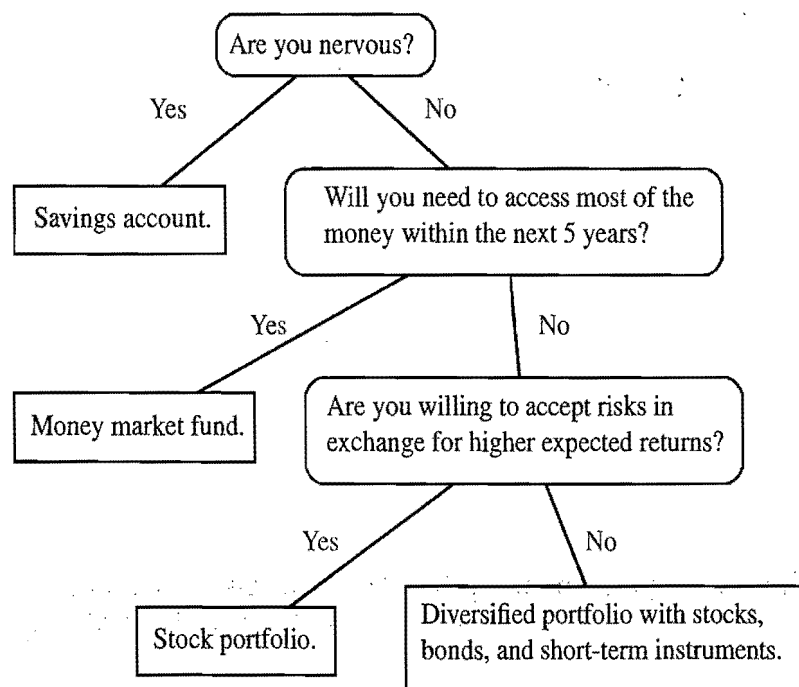 Are you nervous?
Yes
No
Savings account.
Will you need to access most of the
money within the next 5 years?
Yes
No
Money market fund.
Are you willing to accept risks in
exchange for higher expected returns?
Yes
No
Stock portfolio.
Diversified portfolio with stocks,
bonds, and short-term instruments.